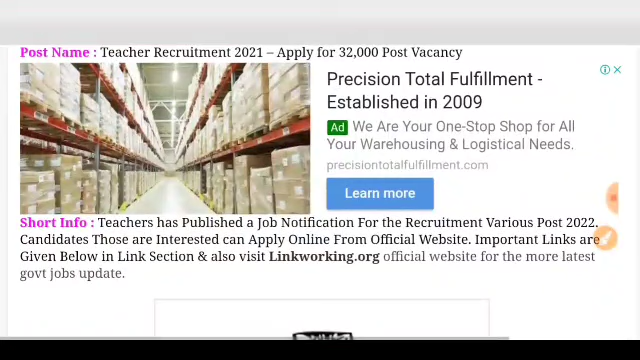 Post Name : Teacher Recruitment 2021 – Apply for 32,000 Post Vacancy
Precision Total Fulfillment -
Established in 2009
Ad We Are Your One-Stop Shop for All
Your Warehousing & Logistical Needs.
precisiontotalfulfillment.com
Learn more
Short Info : Teachers has Published a Job Notification For the Recruitment Various Post 2022.
Candidates Those are Interested can Apply Online From Official Website. Important Links are
Given Below in Link Section & also visit Linkworking.org official website for the more latest
govt jobs update.